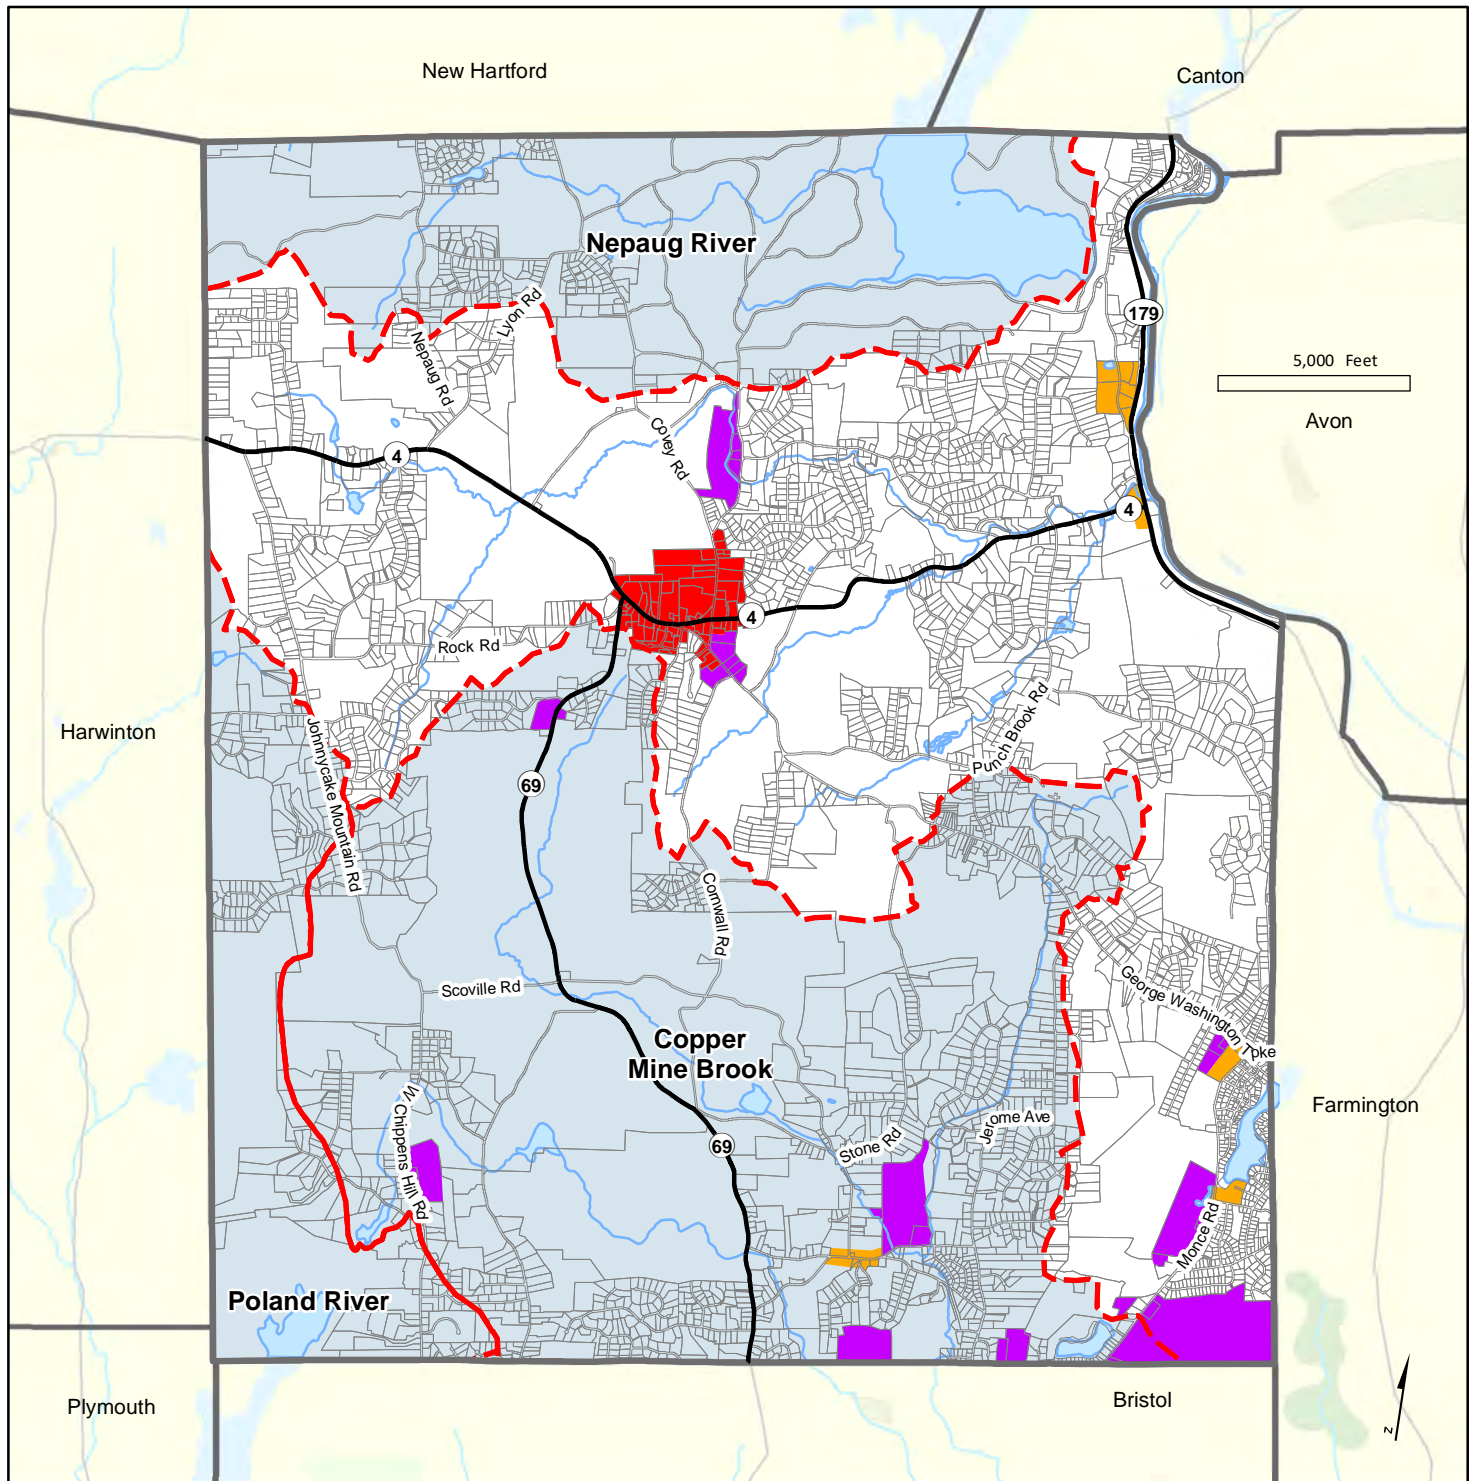 New Hartford
Canton
Nepaug River
Lyon Rd
179
Nepaug Rd
5,000 Feet
Avon
Covey Rd
4
4
4
Rock Rd
Punch Brook Rd
Johnnycake Mountain Rd
Harwinton
69
Cornwall Rd
George Washington Tpke
Scoville Rd
Copper
Mine Brook
Farmington
W. Chippens Hill Rd
Jerome Ave
Stone Rd
69
Monce Rd
Poland River
Plymouth
Bristol
N